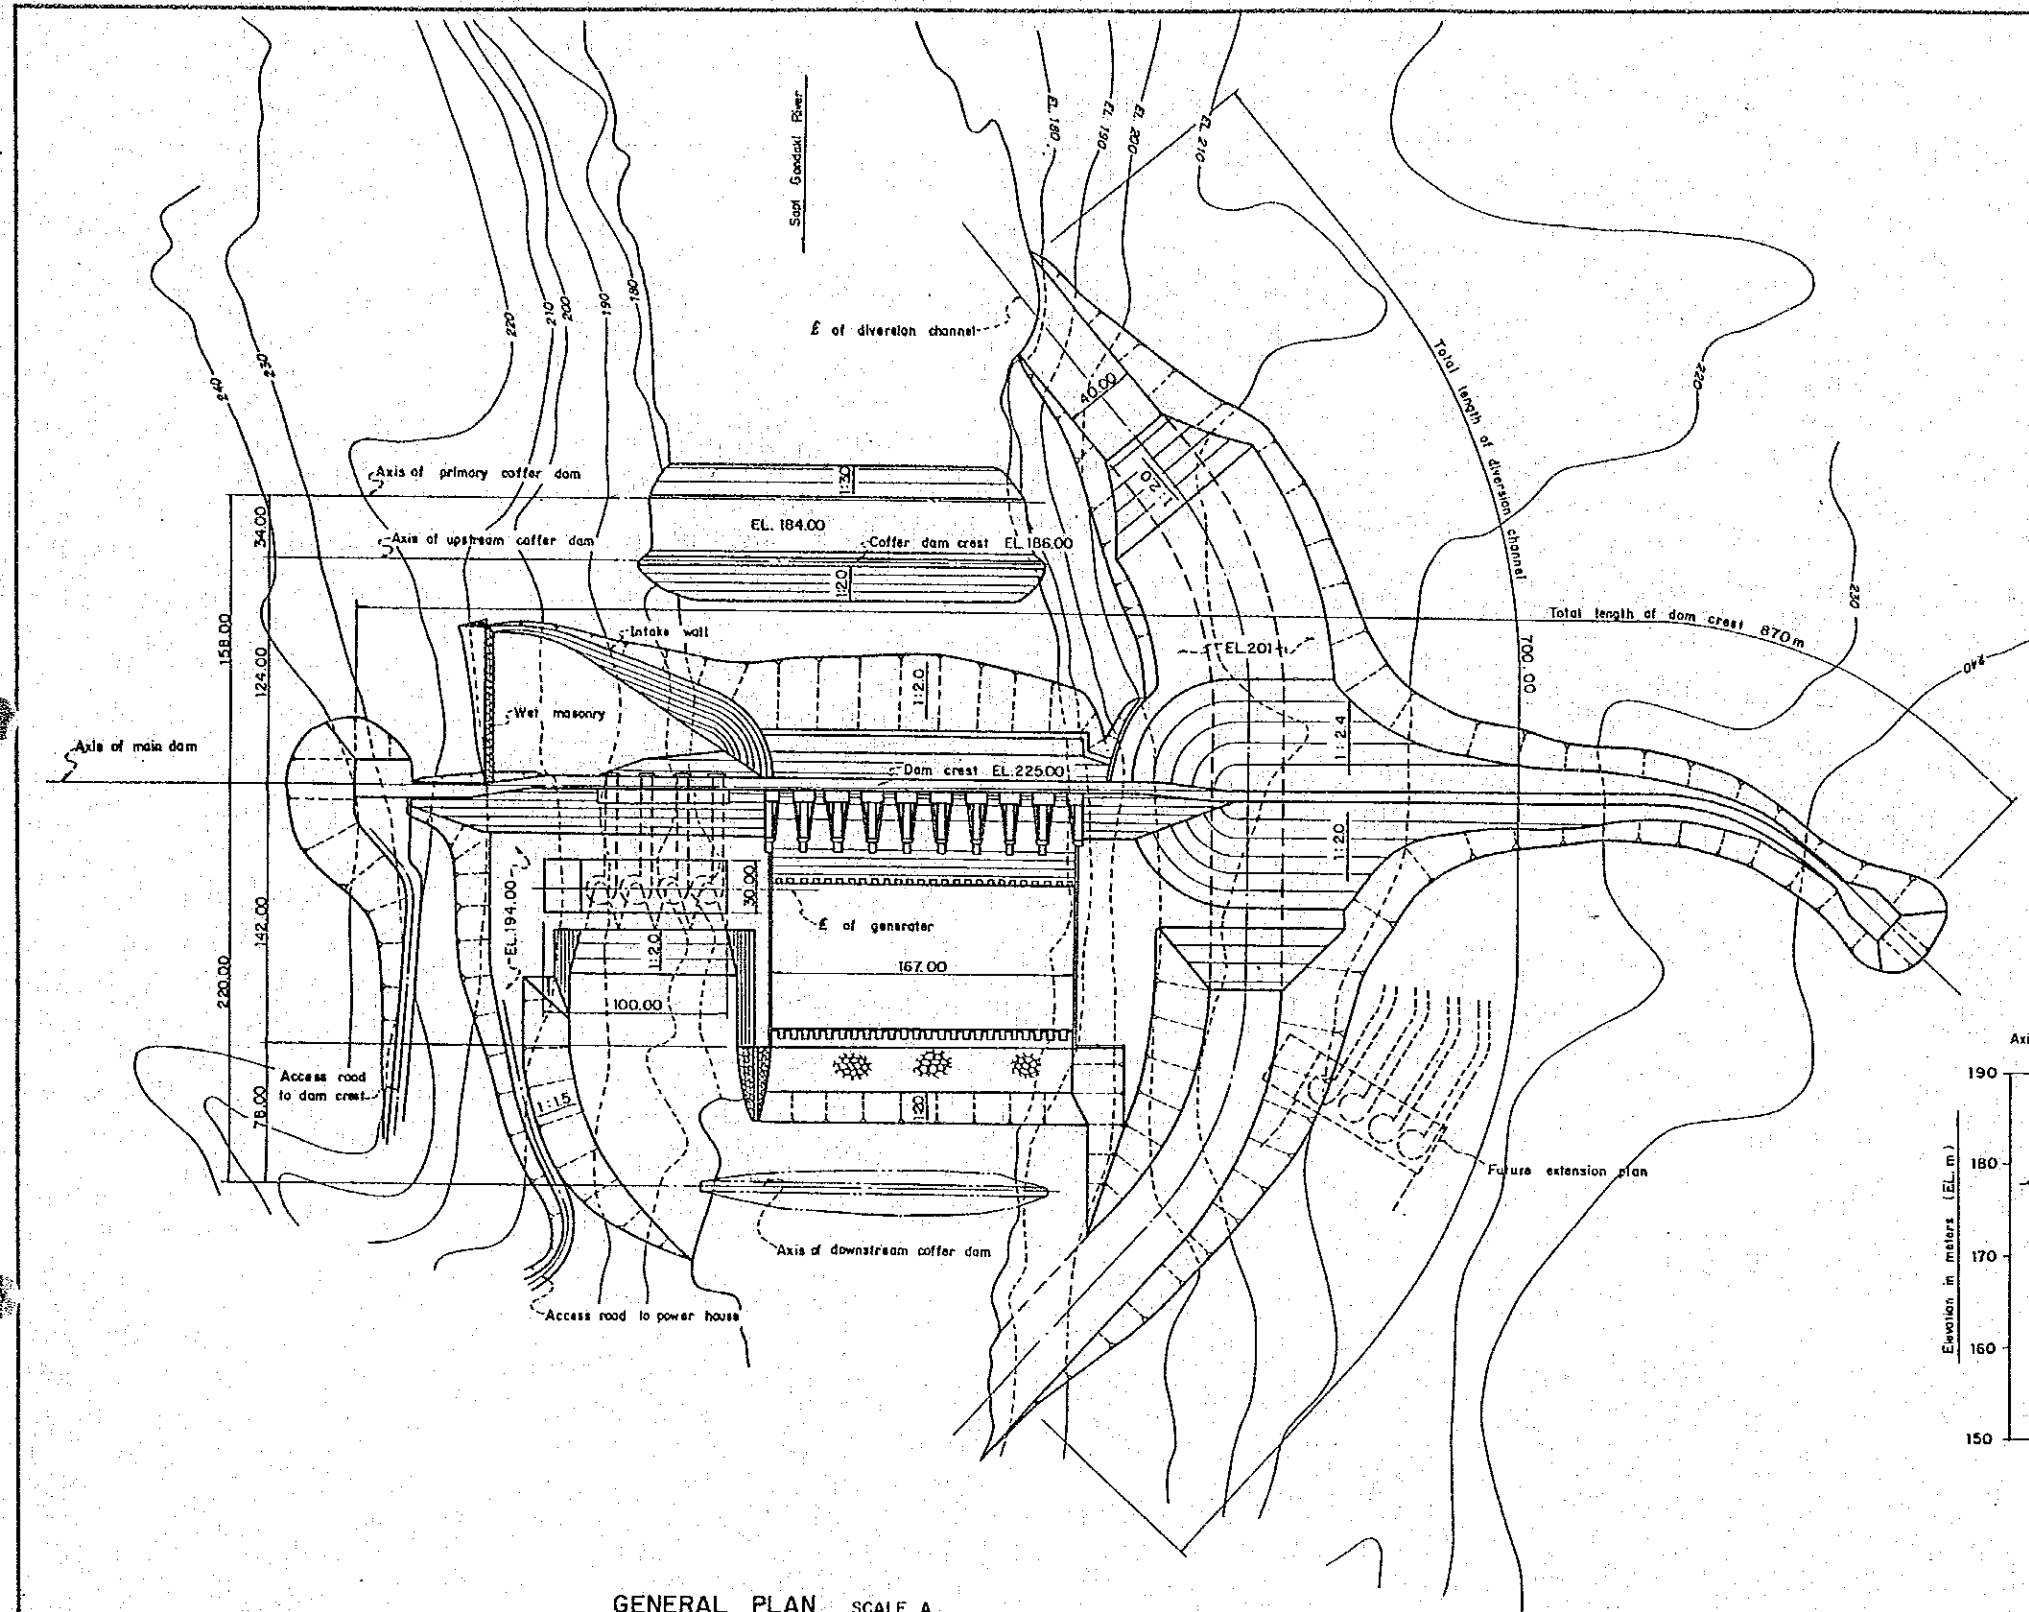 Sapt Gandaki River
EL. 180
EL. 190
EL. 200
EL. 210
220
210
200
190
180
240
230
£ of diversion channel
40.00
Total length of diversion channel
700.00
220
Axis of primary coffer dam
1:3.0
34.00
EL. 184.00
Axis of upstream coffer dam
Coffer dam crest EL.186.00
1:2.0
1:2.0
230
Total length of dam crest 870m
158.00
124.00
Intake wall
EL.201
240
1:2.0
Wet masonry
1:2.4
Axis of main dam
Dam crest EL.225.00
1:2.0
EL.194.00
30.00
142.00
£ of generater
1:2.0
167.00
220.00
100.00
Access road
to dam crest
78.00
1:1.5
1:2.0
Future extension plan
Axis of downstream coffer dam
Access road to power house
Axi
190
180
170
160
150
Elevation in meters (EL. m)
GENERAL PLAN SCALE A